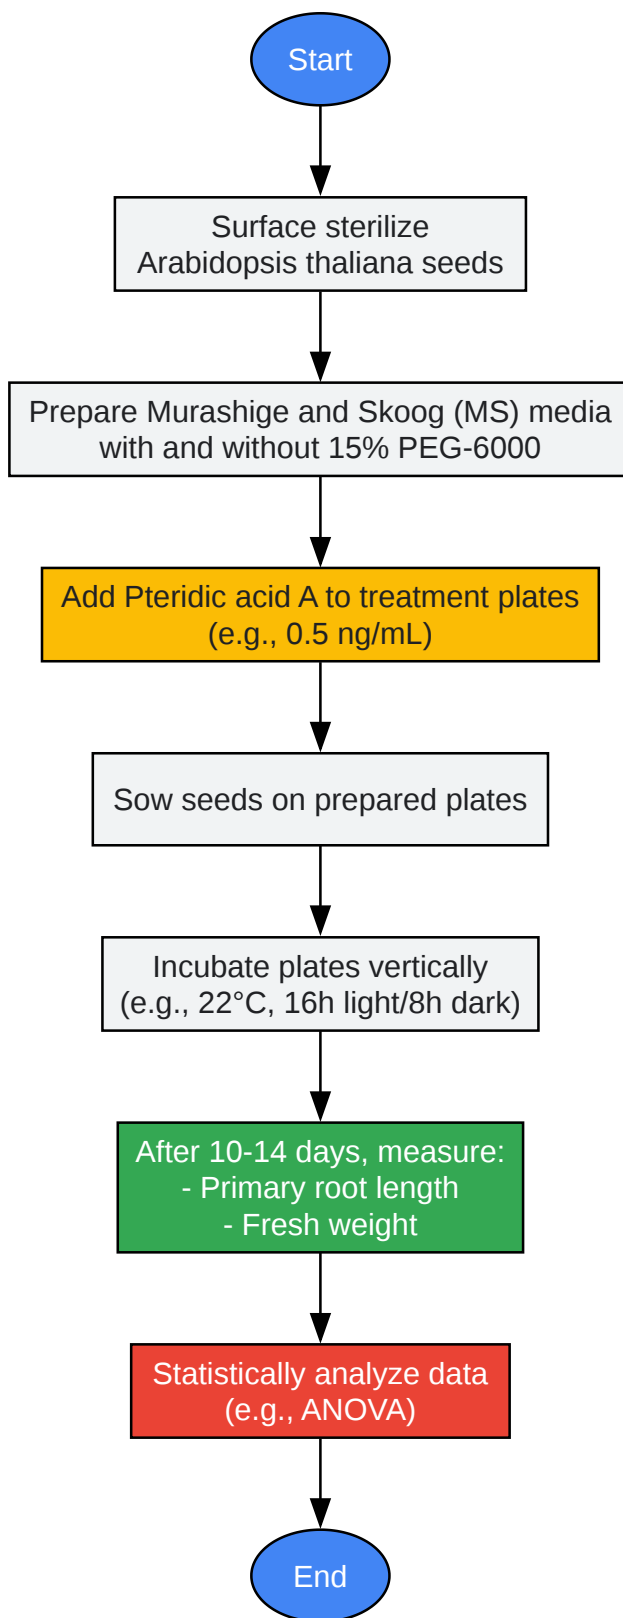 Start
Surface sterilize
Arabidopsis thaliana seeds
Prepare Murashige and Skoog (MS) media
with and without 15% PEG-6000
Add Pteridic acid A to treatment plates
(e.g., 0.5 ng/mL)
Sow seeds on prepared plates
Incubate plates vertically
(e.g., 22°C, 16h light/8h dark)
After 10-14 days, measure:
- Primary root length
- Fresh weight
Statistically analyze data
(e.g., ANOVA)
End